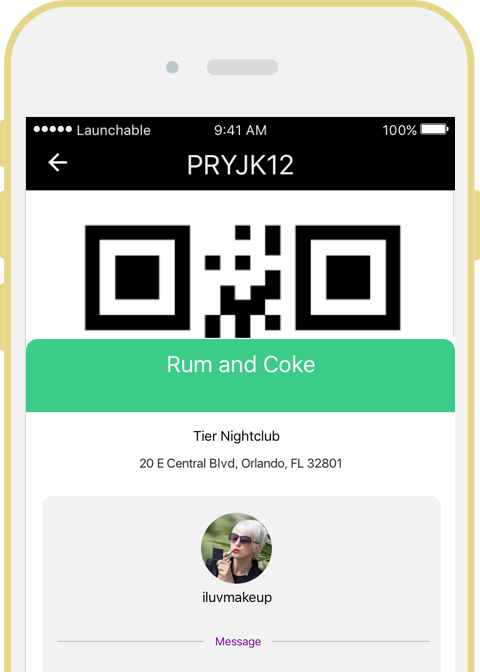 Launchable 9:41 AM 100%
PRYJK12
Rum and Coke
Tier Nightclub
20 E Central Blvd, Orlando, FL 32801
iluvmakeup
Message